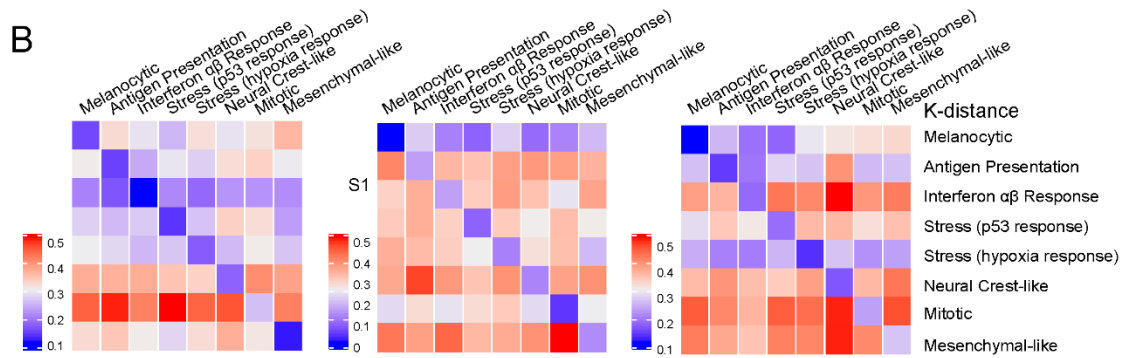 B
Melanocytic
Antigen Presentation
Interferon αβ Response
Stress (p53 response)
Stress (hypoxia response)
Neural Crest-like
Mitotic
Mesenchymal-like
0.5
0.4
0.3
0.2
0.1
Melanocytic
Antigen Presentation
Interferon αβ Response
Stress (p53 response)
Stress (hypoxia response)
Neural Crest-like
Mitotic
Mesenchymal-like
S1
0.5
0.4
0.3
0.2
0.1
0
Melanocytic
Antigen Presentation
Interferon αβ Response
Stress (p53 response)
Stress (hypoxia response)
Neural Crest-like
Mitotic
Mesenchymal-like
0.5
0.4
0.3
0.2
0.1
K-distance
Melanocytic
Antigen Presentation
Interferon αβ Response
Stress (p53 response)
Stress (hypoxia response)
Neural Crest-like
Mitotic
Mesenchymal-like